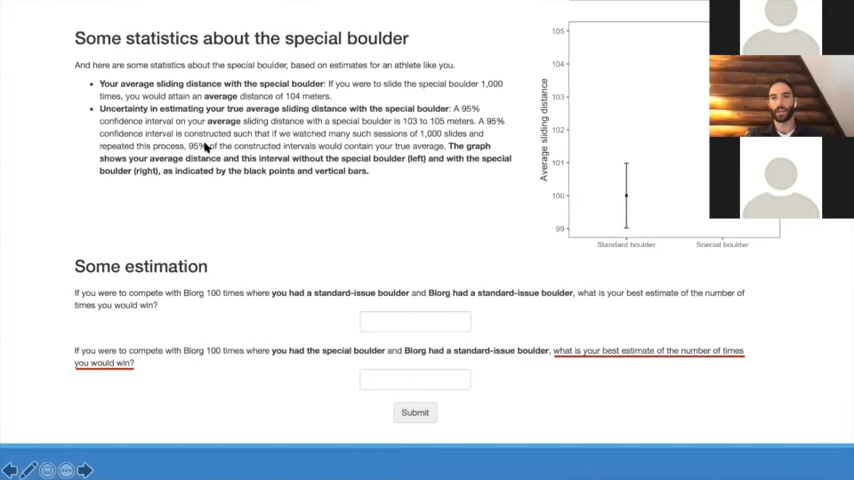 Some statistics about the special boulder
And here are some statistics about the special boulder, based on estimates for an athlete like you.
Your average sliding distance with the special boulder: If you were to slide the special boulder 1,000
times, you would attain an average distance of 104 meters.
Uncertainty in estimating your true average sliding distance with the special boulder: A 95%
confidence interval on your average sliding distance with a special boulder is 103 to 105 meters. A 95%
confidence interval is constructed such that if we watched many such sessions of 1,000 slides and
repeated this process, 95% of the constructed intervals would contain your true average. The graph
shows your average distance and this interval without the special boulder (left) and with the special
boulder (right), as indicated by the black points and vertical bars.
Average sliding distance
105
104
103
102
101
100
99
Standard boulder
Special boulder
Some estimation
If you were to compete with Blorg 100 times where you had a standard-issue boulder and Blorg had a standard-issue boulder, what is your best estimate of the number of
times you would win?
If you were to compete with Blorg 100 times where you had the special boulder and Blorg had a standard-issue boulder, what is your best estimate of the number of times
you would win?
Submit